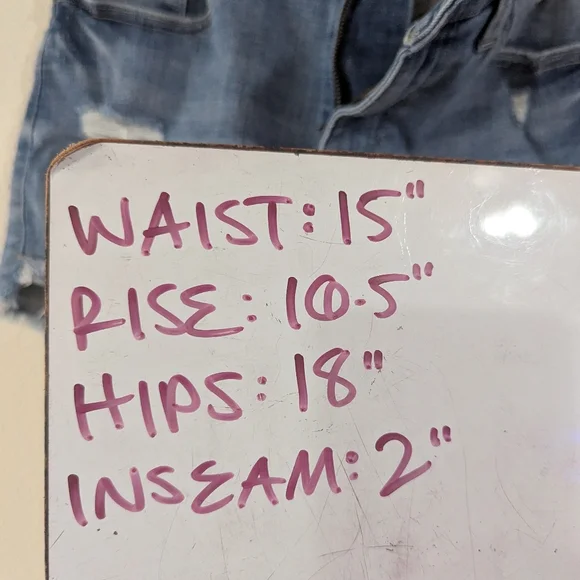 WAIST: 15"
RISE: 10.5"
HIPS: 18"
INSEAM: 2"